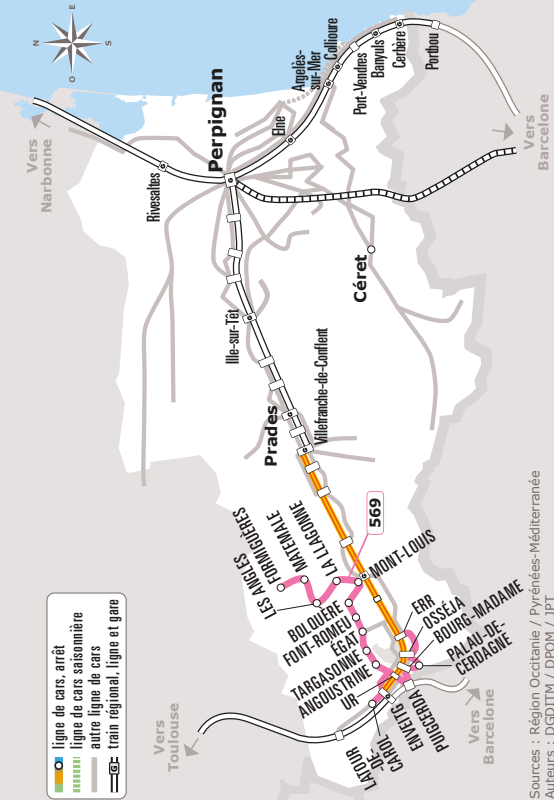 N
E
S
O
Vers
Narbonne
Rivesaltes
Perpignan
Elne
Argelès-
sur-Mer
Collioure
Port-Vendres
Banyuls
Cerbère
Portbou
Vers
Barcelone
Ille-sur-Têt
Céret
Prades
Villefranche-de-Conflent
569
LES ANGLES
FORMIGUÈRES
MATEMALE
LA LLAGONNE
MONT-LOUIS
BOLQUÈRE
FONT-ROMEU
ÉGAT
TARGASONNE
ANGOUSTRINE
UR
ERR
OSSÉJA
BOURG-MADAME
PALAU-DE-
CERDAGNE
PUIGCERDA
ENVEITG
LATOUR
-DE-
CAROL
Vers
Toulouse
Vers
Barcelone
ligne de cars, arrêt
ligne de cars saisonnière
autre ligne de cars
G
train régional, ligne et gare
Sources : Région Occitanie / Pyrénées-Méditerranée
Auteurs : DGDITM / DPOM / JPT